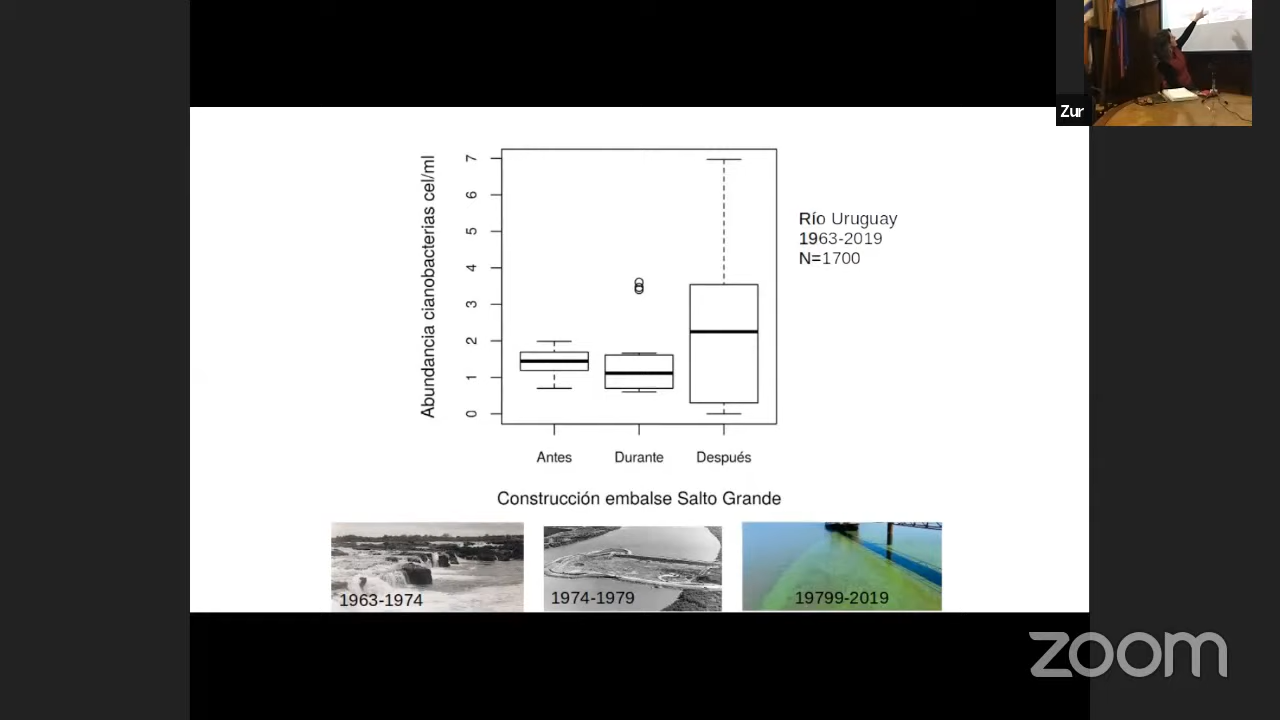 Zur
Abundancia cianobacterias cel/ml
7
6
5
4
3
2
1
0
Río Uruguay
1963-2019
N=1700
Antes Durante Después
Construcción embalse Salto Grande
1963-1974 1974-1979 19799-2019
zoom